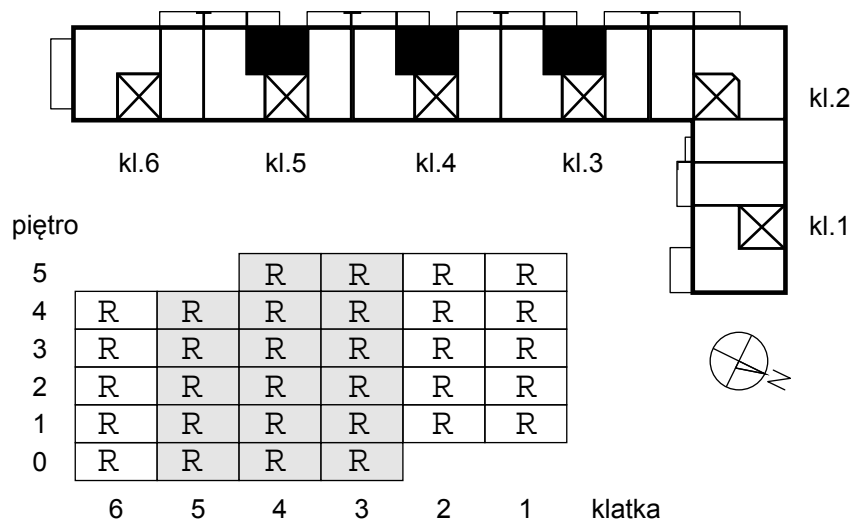 kl.2
kl.6 kl.5 kl.4 kl.3
kl.1
piętro
5 R R R R
4 R R R R R R
3 R R R R R R
2 R R R R R R
1 R R R R R R
0 R R R R
6 5 4 3 2 1 klatka
N